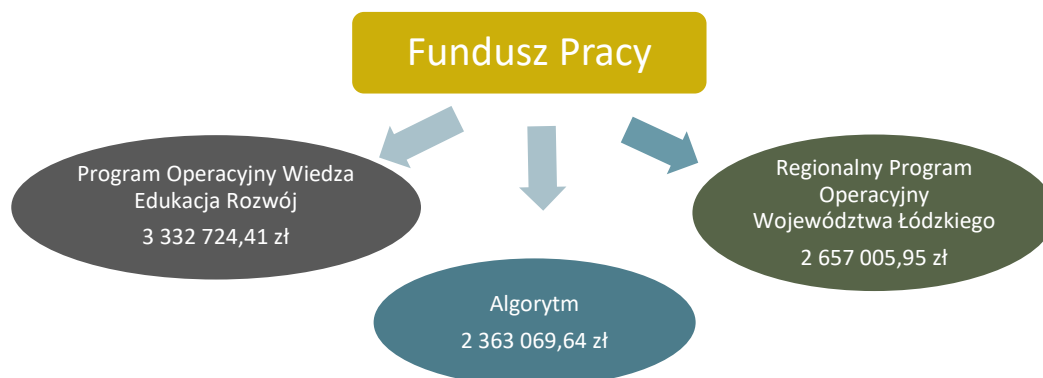 Fundusz Pracy
Program Operacyjny Wiedza
Edukacja Rozwój
3 332 724,41 zł
Regionalny Program
Operacyjny
Województwa Łódzkiego
2 657 005,95 zł
Algorytm
2 363 069,64 zł